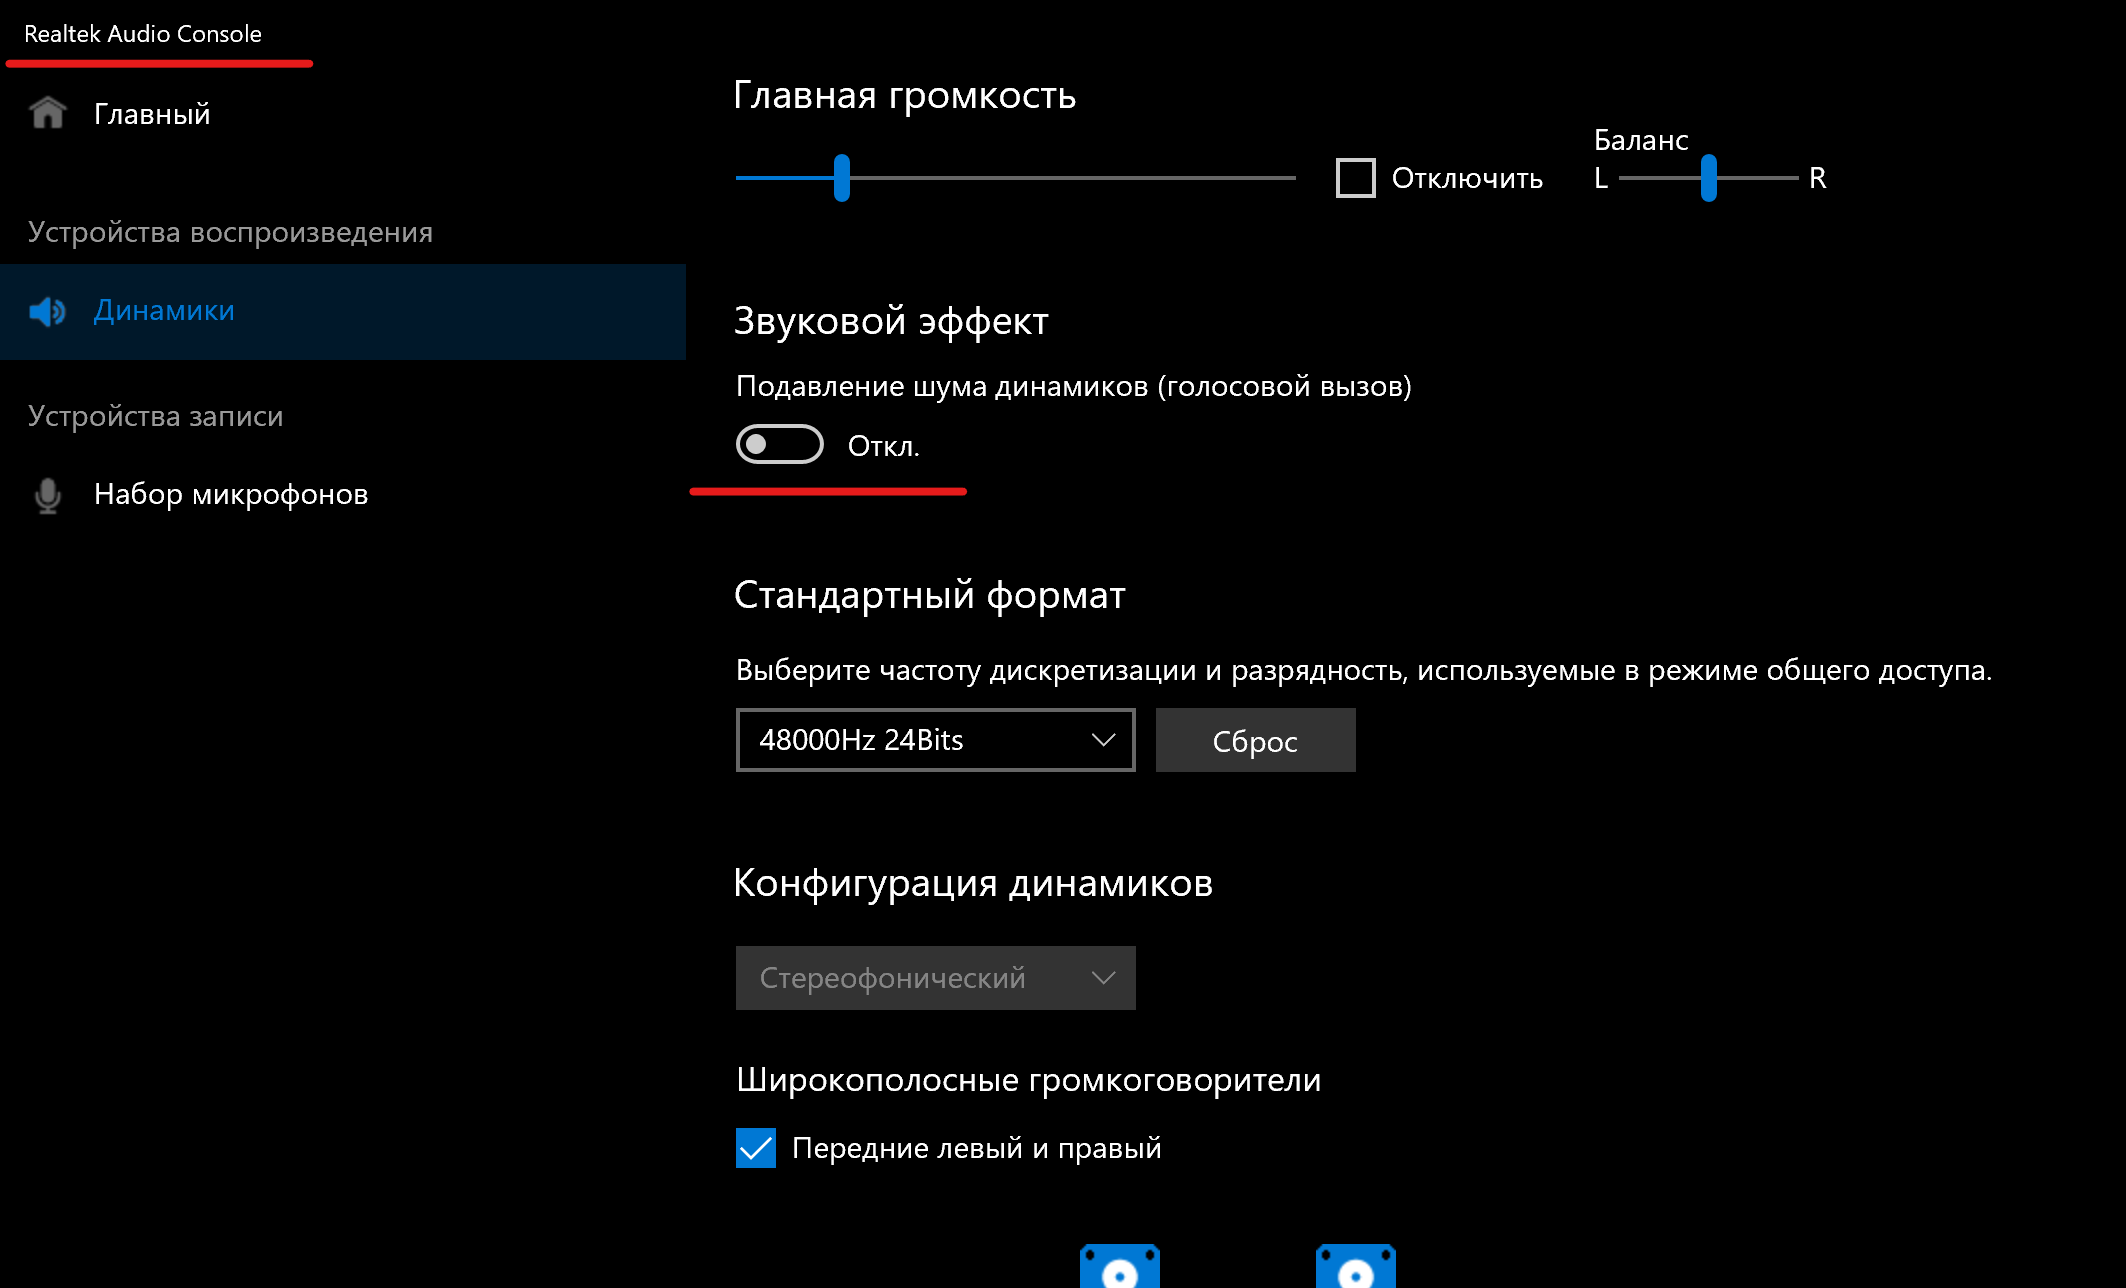 Realtek Audio Console
Главный
Устройства воспроизведения
Динамики
Устройства записи
Набор микрофонов
Главная громкость
Отключить
Баланс
L
R
Звуковой эффект
Подавление шума динамиков (голосовой вызов)
Откл.
Стандартный формат
Выберите частоту дискретизации и разрядность, используемые в режиме общего доступа.
48000Hz 24Bits
Сброс
Конфигурация динамиков
Стереофонический
Широкополосные громкоговорители
Передние левый и правый